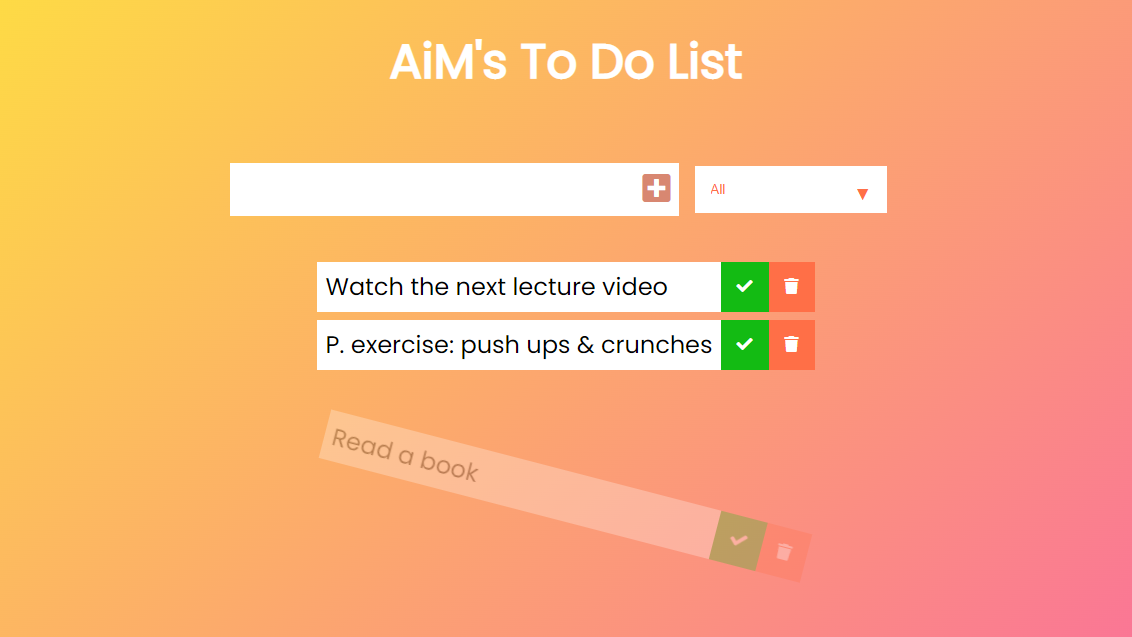 AiM's To Do List
All
Watch the next lecture video
P. exercise: push ups & crunches
Read a book